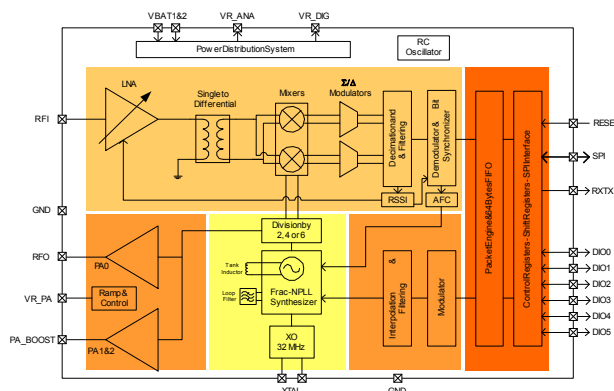 VBAT1&2
VR_ANA
VR_DIG
PowerDistributionSystem
RC
Oscillator
LNA
Singleto
Differential
Mixers
Σ/Δ
Modulators
Decimationand
& Filtering
Demodulator &
Bit
Synchronizer
RFI
RSSI
AFC
PacketEngine&64BytesFIFO
ControlRegisters-ShiftRegisters-SPIInterface
RESE
SPI
RXTX
GND
RFO
PA0
VR_PA
Ramp&
Control
PA_BOOST
PA1&2
Divisionby
2, 4 or 6
Tank
Inductor
Frac-NPLL
Synthesizer
Loop
Filter
XO
32 MHz
Interpolation
&
Filtering
Modulator
DIO0
DIO1
DIO2
DIO3
DIO4
DIO5
XTAL
GND